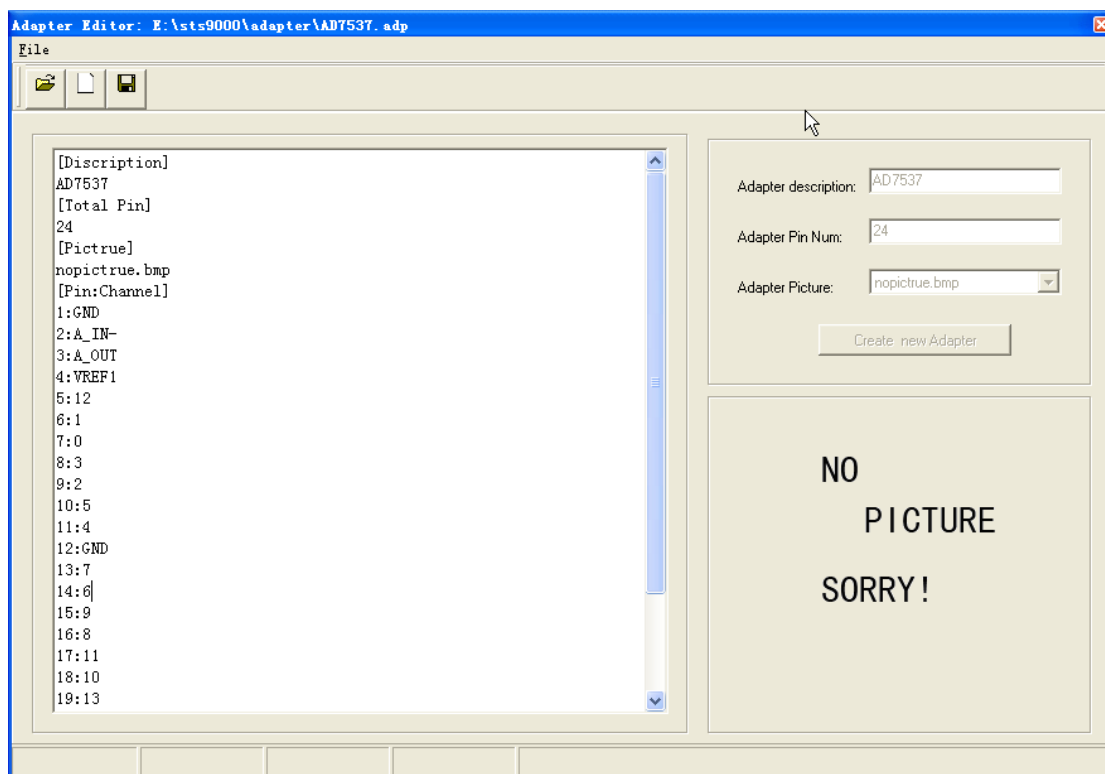 Adapter Editor: E:\sts9000\adapter\AD7537.adp
File
[Discription]
AD7537
[Total Pin]
24
[Pictrue]
nopictrue.bmp
[Pin:Channel]
1:GND
2:A_IN-
3:A_OUT
4:VREF1
5:12
6:1
7:0
8:3
9:2
10:5
11:4
12:GND
13:7
14:6
15:9
16:8
17:11
18:10
19:13
Adapter description: AD7537
Adapter Pin Num: 24
Adapter Picture: nopictrue.bmp
Create new Adapter
NO
PICTURE
SORRY!